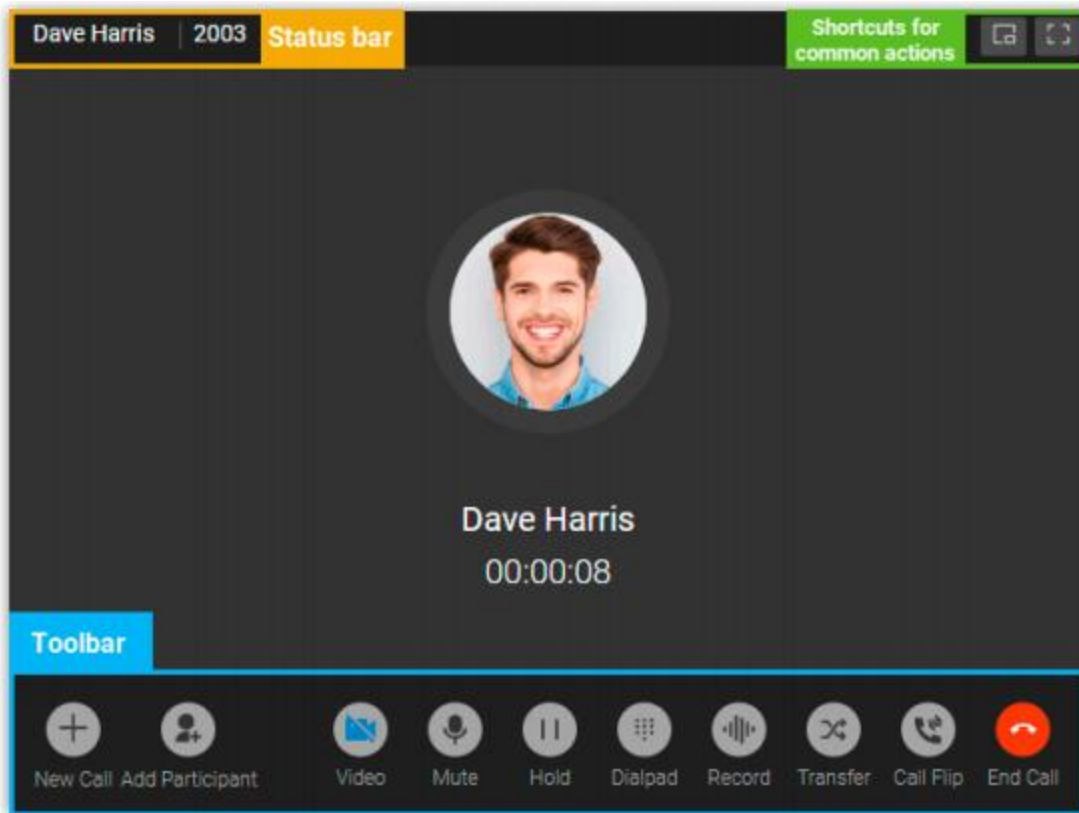 Dave Harris | 2003 Status bar
Shortcuts for
common actions
Dave Harris
00:00:08
Toolbar
New Call Add Participant Video Mute Hold Dialpad Record Transfer Call Flip End Call